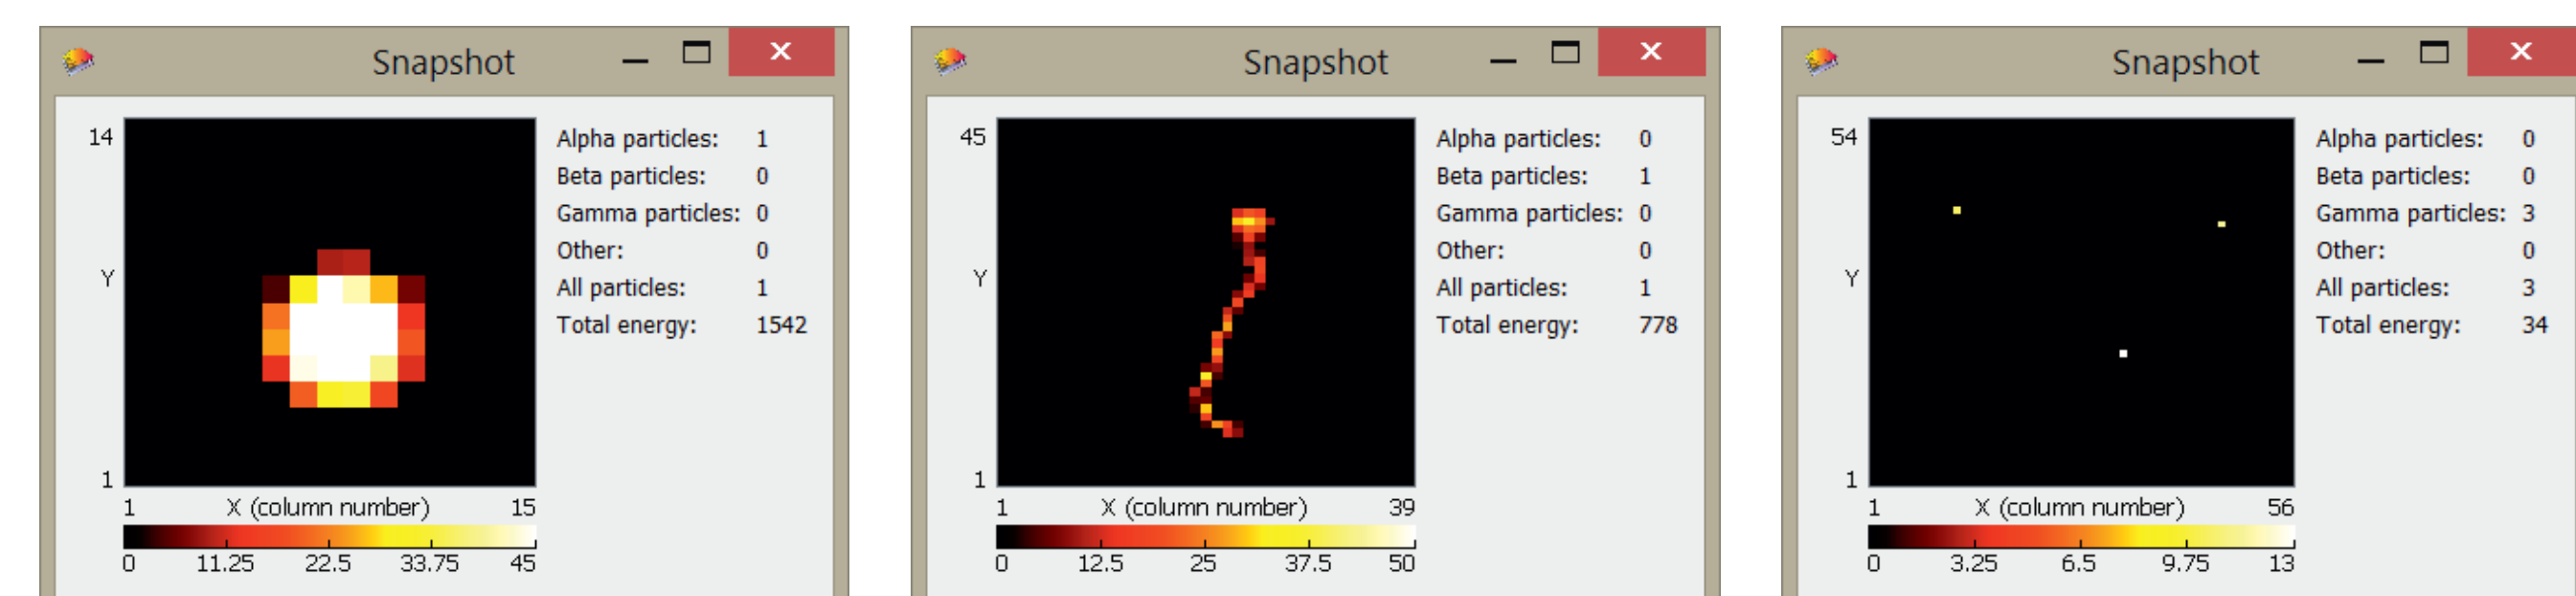 Snapshot
14
Y
1
1 X (column number) 15
0 11.25 22.5 33.75 45
Alpha particles: 1
Beta particles: 0
Gamma particles: 0
Other: 0
All particles: 1
Total energy: 1542
Snapshot
45
Y
1
1 X (column number) 39
0 12.5 25 37.5 50
Alpha particles: 0
Beta particles: 1
Gamma particles: 0
Other: 0
All particles: 1
Total energy: 778
Snapshot
54
Y
1
1 X (column number) 56
0 3.25 6.5 9.75 13
Alpha particles: 0
Beta particles: 0
Gamma particles: 3
Other: 0
All particles: 3
Total energy: 34